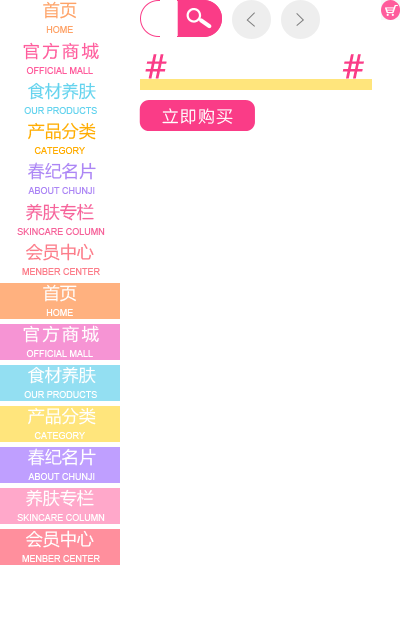 首页
HOME
官方商城
OFFICIAL MALL
食材养肤
OUR PRODUCTS
产品分类
CATEGORY
春纪名片
ABOUT CHUNJI
养肤专栏
SKINCARE COLUMN
会员中心
MENBER CENTER
首页
HOME
官方商城
OFFICIAL MALL
食材养肤
OUR PRODUCTS
产品分类
CATEGORY
春纪名片
ABOUT CHUNJI
养肤专栏
SKINCARE COLUMN
会员中心
MENBER CENTER
# #
立即购买